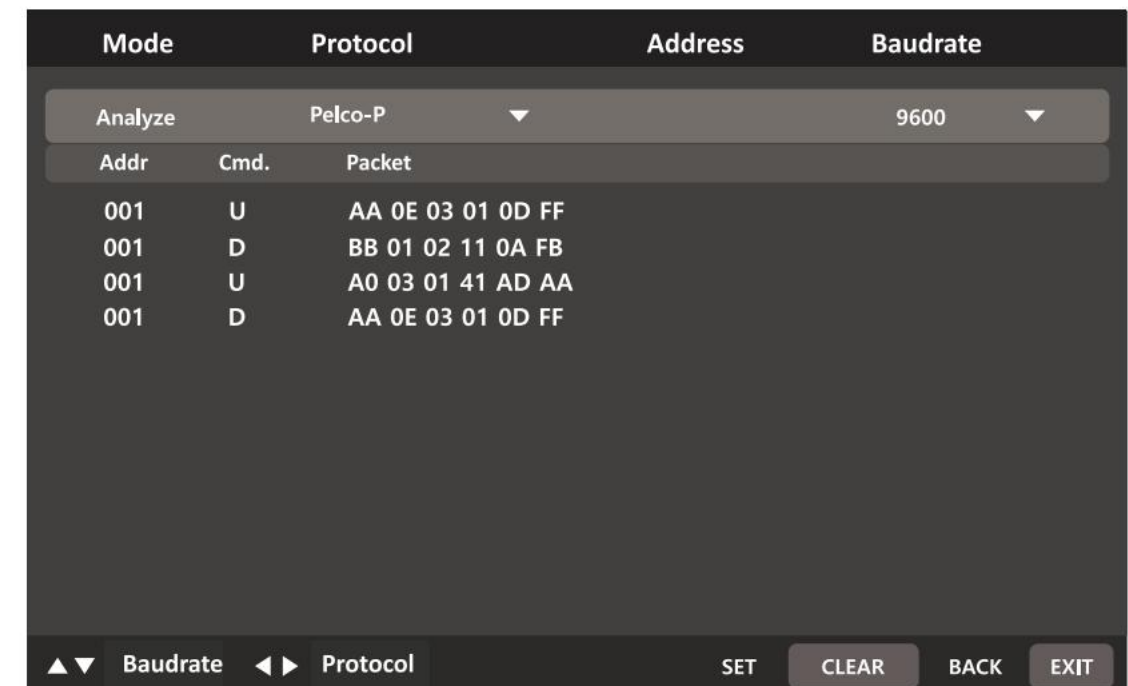 Mode Protocol Address Baudrate
Analyze Pelco-P 9600
Addr Cmd. Packet
001 U AA 0E 03 01 0D FF
001 D BB 01 02 11 0A FB
001 U A0 03 01 41 AD AA
001 D AA 0E 03 01 0D FF
Baudrate Protocol SET CLEAR BACK EXIT